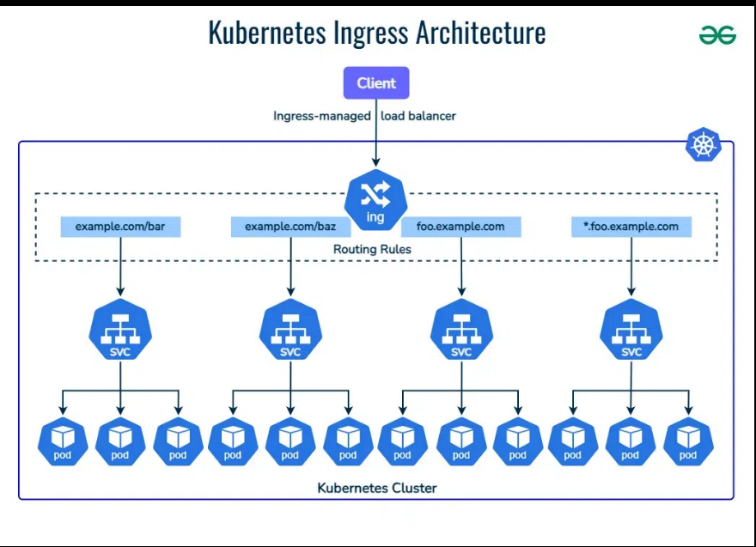 Kubernetes Ingress Architecture
Client
Ingress-managed load balancer
ing
example.com/bar
example.com/baz
foo.example.com
*.foo.example.com
Routing Rules
SVC
SVC
SVC
SVC
pod
pod
pod
pod
pod
pod
pod
pod
pod
pod
pod
pod
Kubernetes Cluster